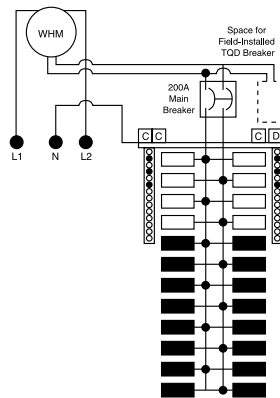 WHM
Space for
Field-Installed
TQD Breaker
200A
Main
Breaker
C C C D
L1 N L2